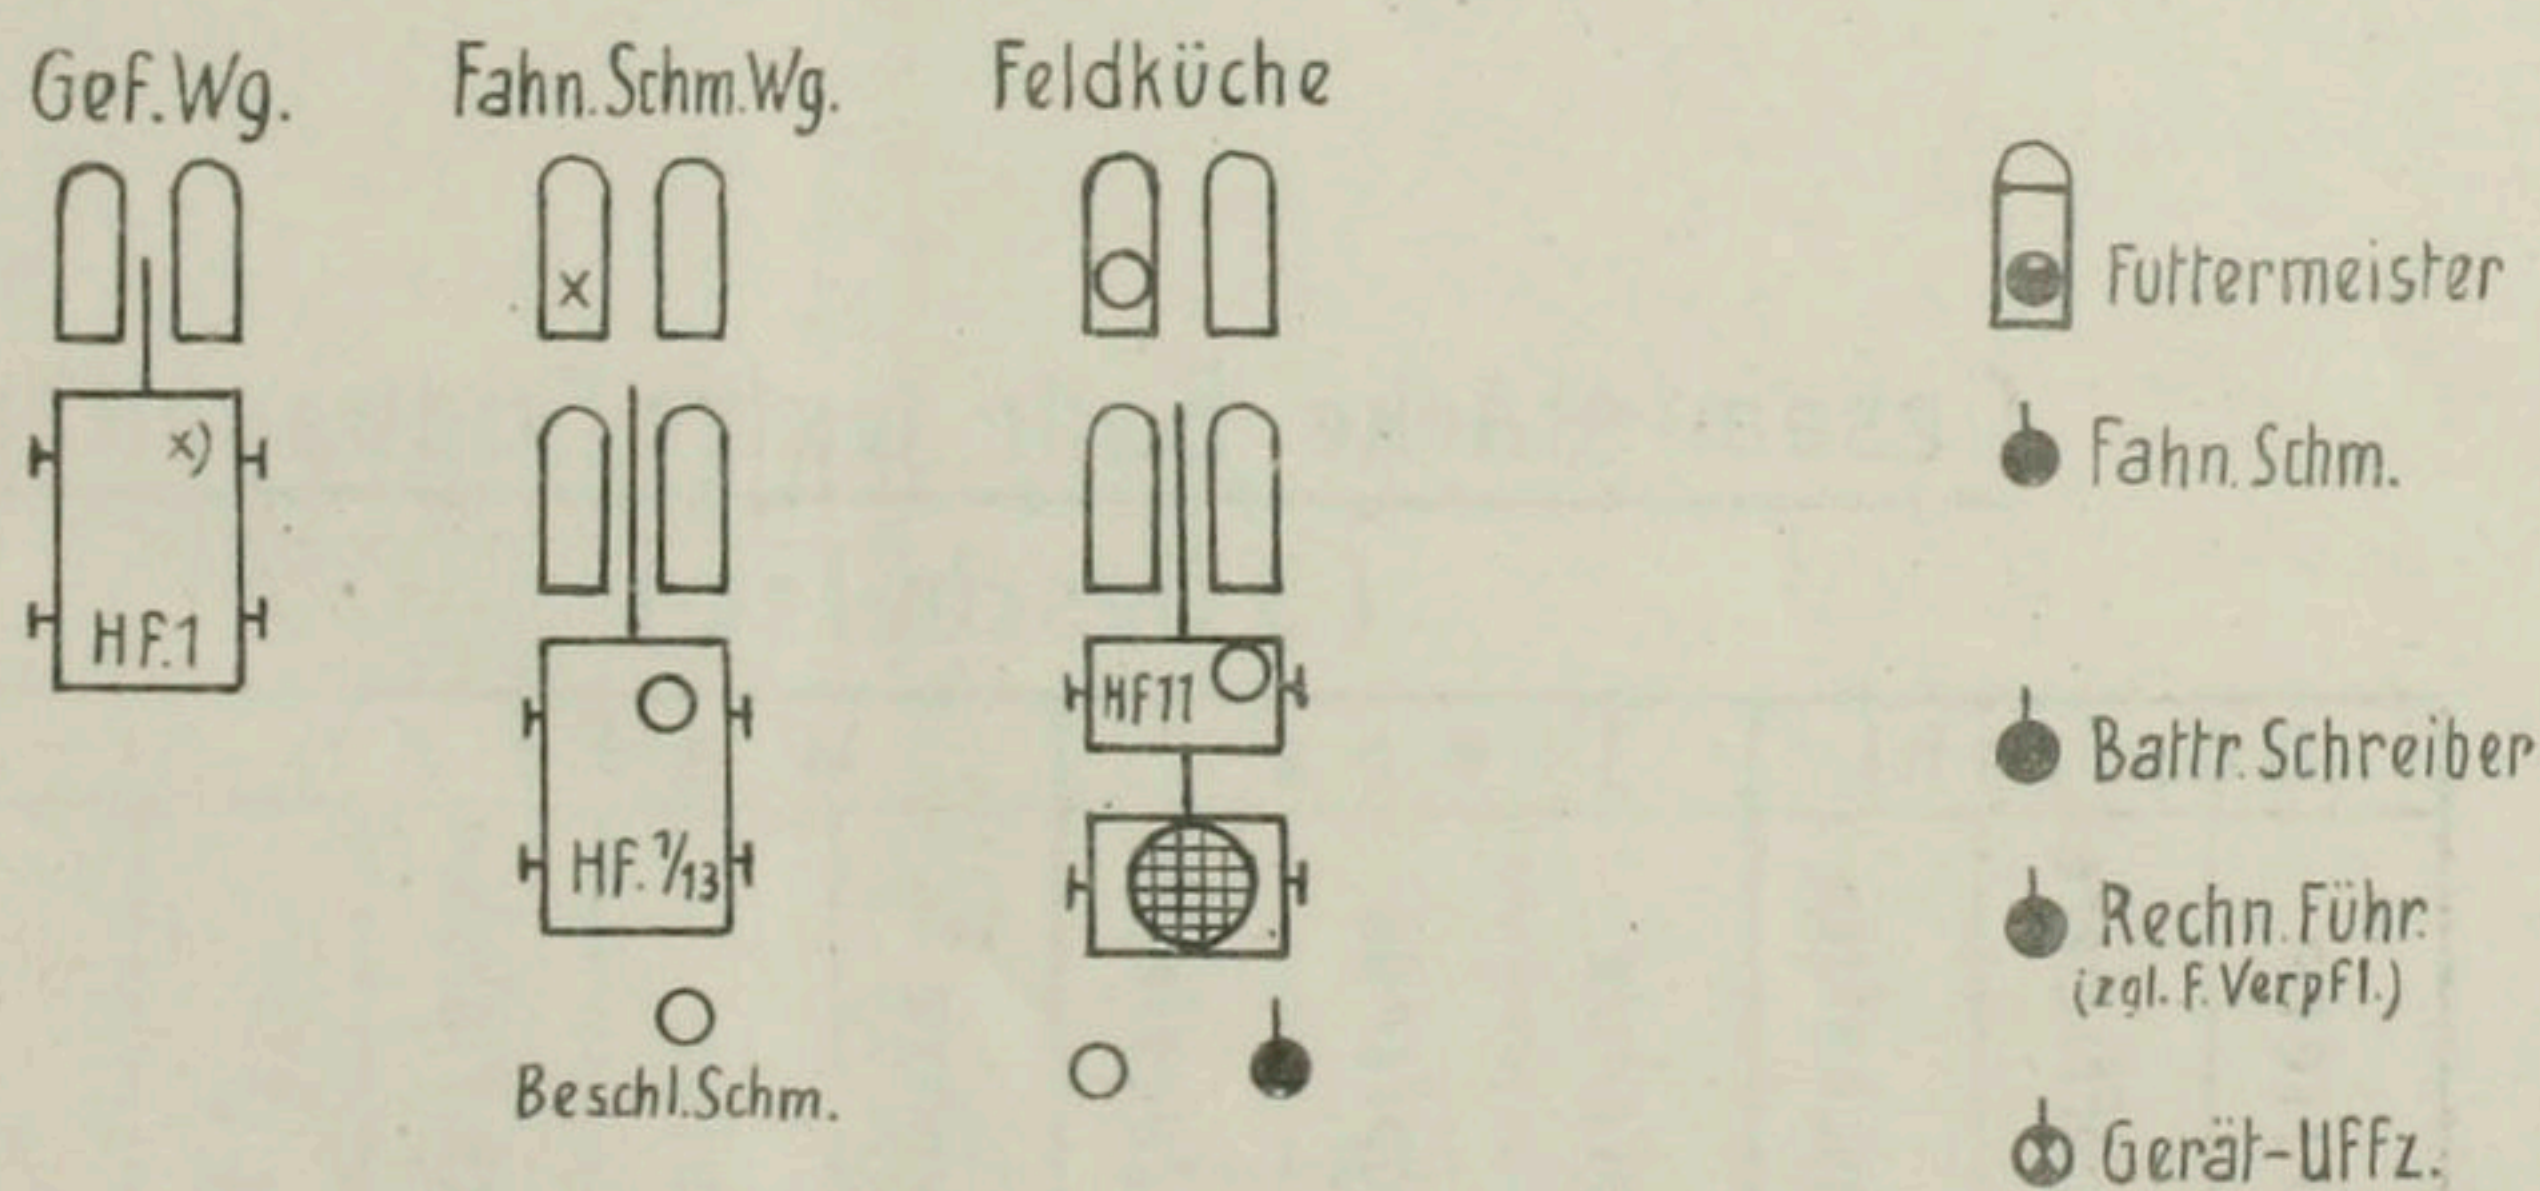 Gef.Wg.
Fahn.Schm.Wg.
Feldküche
x
Futtermeister
x)
Fahn.Schm.
HF.1
HF11
Battr.Schreiber
HF.1/13
Rechn.Führ.
(zgl.f.Verpfl.)
Beschl.Schm.
Gerät-Uffz.